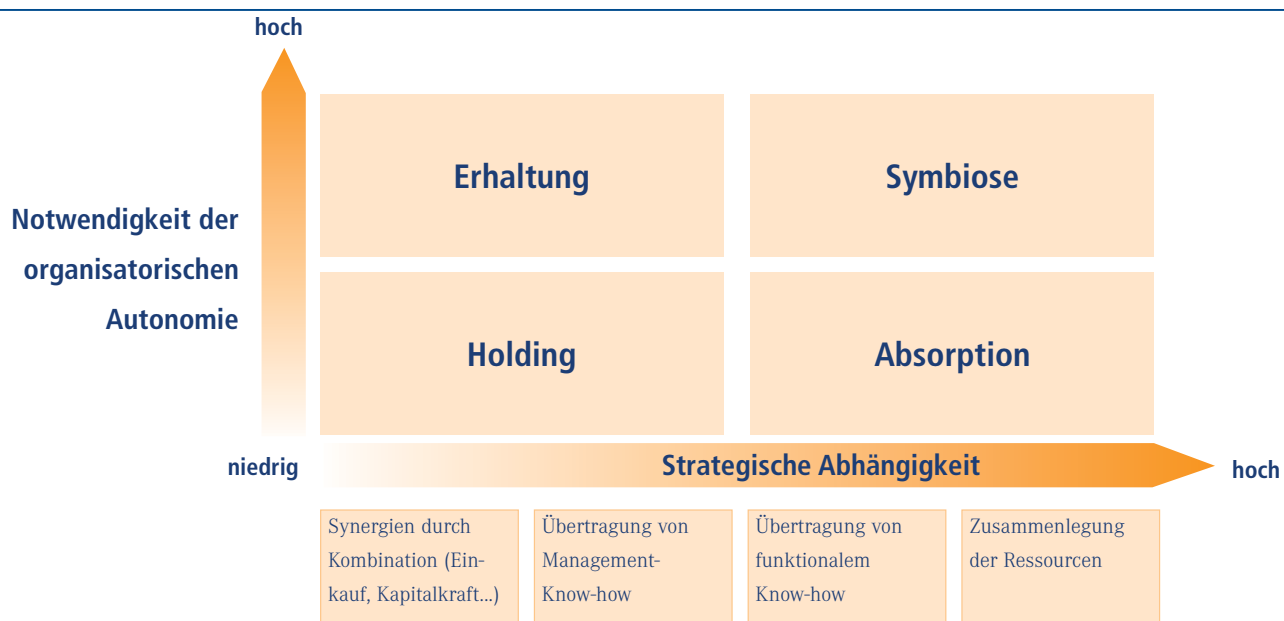 hoch
Erhaltung
Symbiose
Notwendigkeit der
organisatorischen
Autonomie
Holding
Absorption
niedrig
Strategische Abhängigkeit
hoch
Synergien durch
Kombination (Ein-
kauf, Kapitalkraft...)
Übertragung von
Management-
Know-how
Übertragung von
funktionalem
Know-how
Zusammenlegung
der Ressourcen